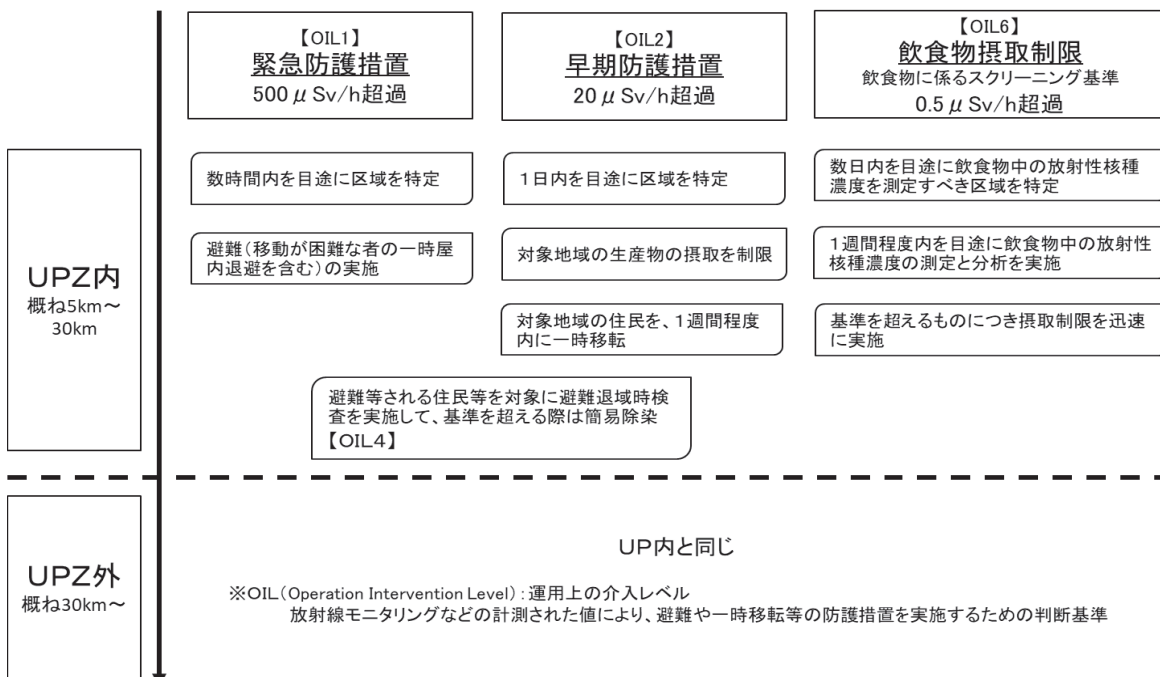 【OIL1】
緊急防護措置
500μSv/h超過
【OIL2】
早期防護措置
20μSv/h超過
【OIL6】
飲食物摂取制限
飲食物に係るスクリーニング基準
0.5μSv/h超過
UPZ内
概ね5km～
30km
数時間内を目途に区域を特定
避難(移動が困難な者の一時屋
内退避を含む)の実施
1日内を目途に区域を特定
対象地域の生産物の摂取を制限
対象地域の住民を、1週間程度
内に一時移転
数日内を目途に飲食物中の放射性核種
濃度を測定すべき区域を特定
1週間程度内を目途に飲食物中の放射性
核種濃度の測定と分析を実施
基準を超えるものにつき摂取制限を迅速
に実施
避難等される住民等を対象に避難退域時検
査を実施して、基準を超える際は簡易除染
【OIL4】
UPZ外
概ね30km～
UP内と同じ
※OIL(Operation Intervention Level):運用上の介入レベル
放射線モニタリングなどの計測された値により、避難や一時移転等の防護措置を実施するための判断基準